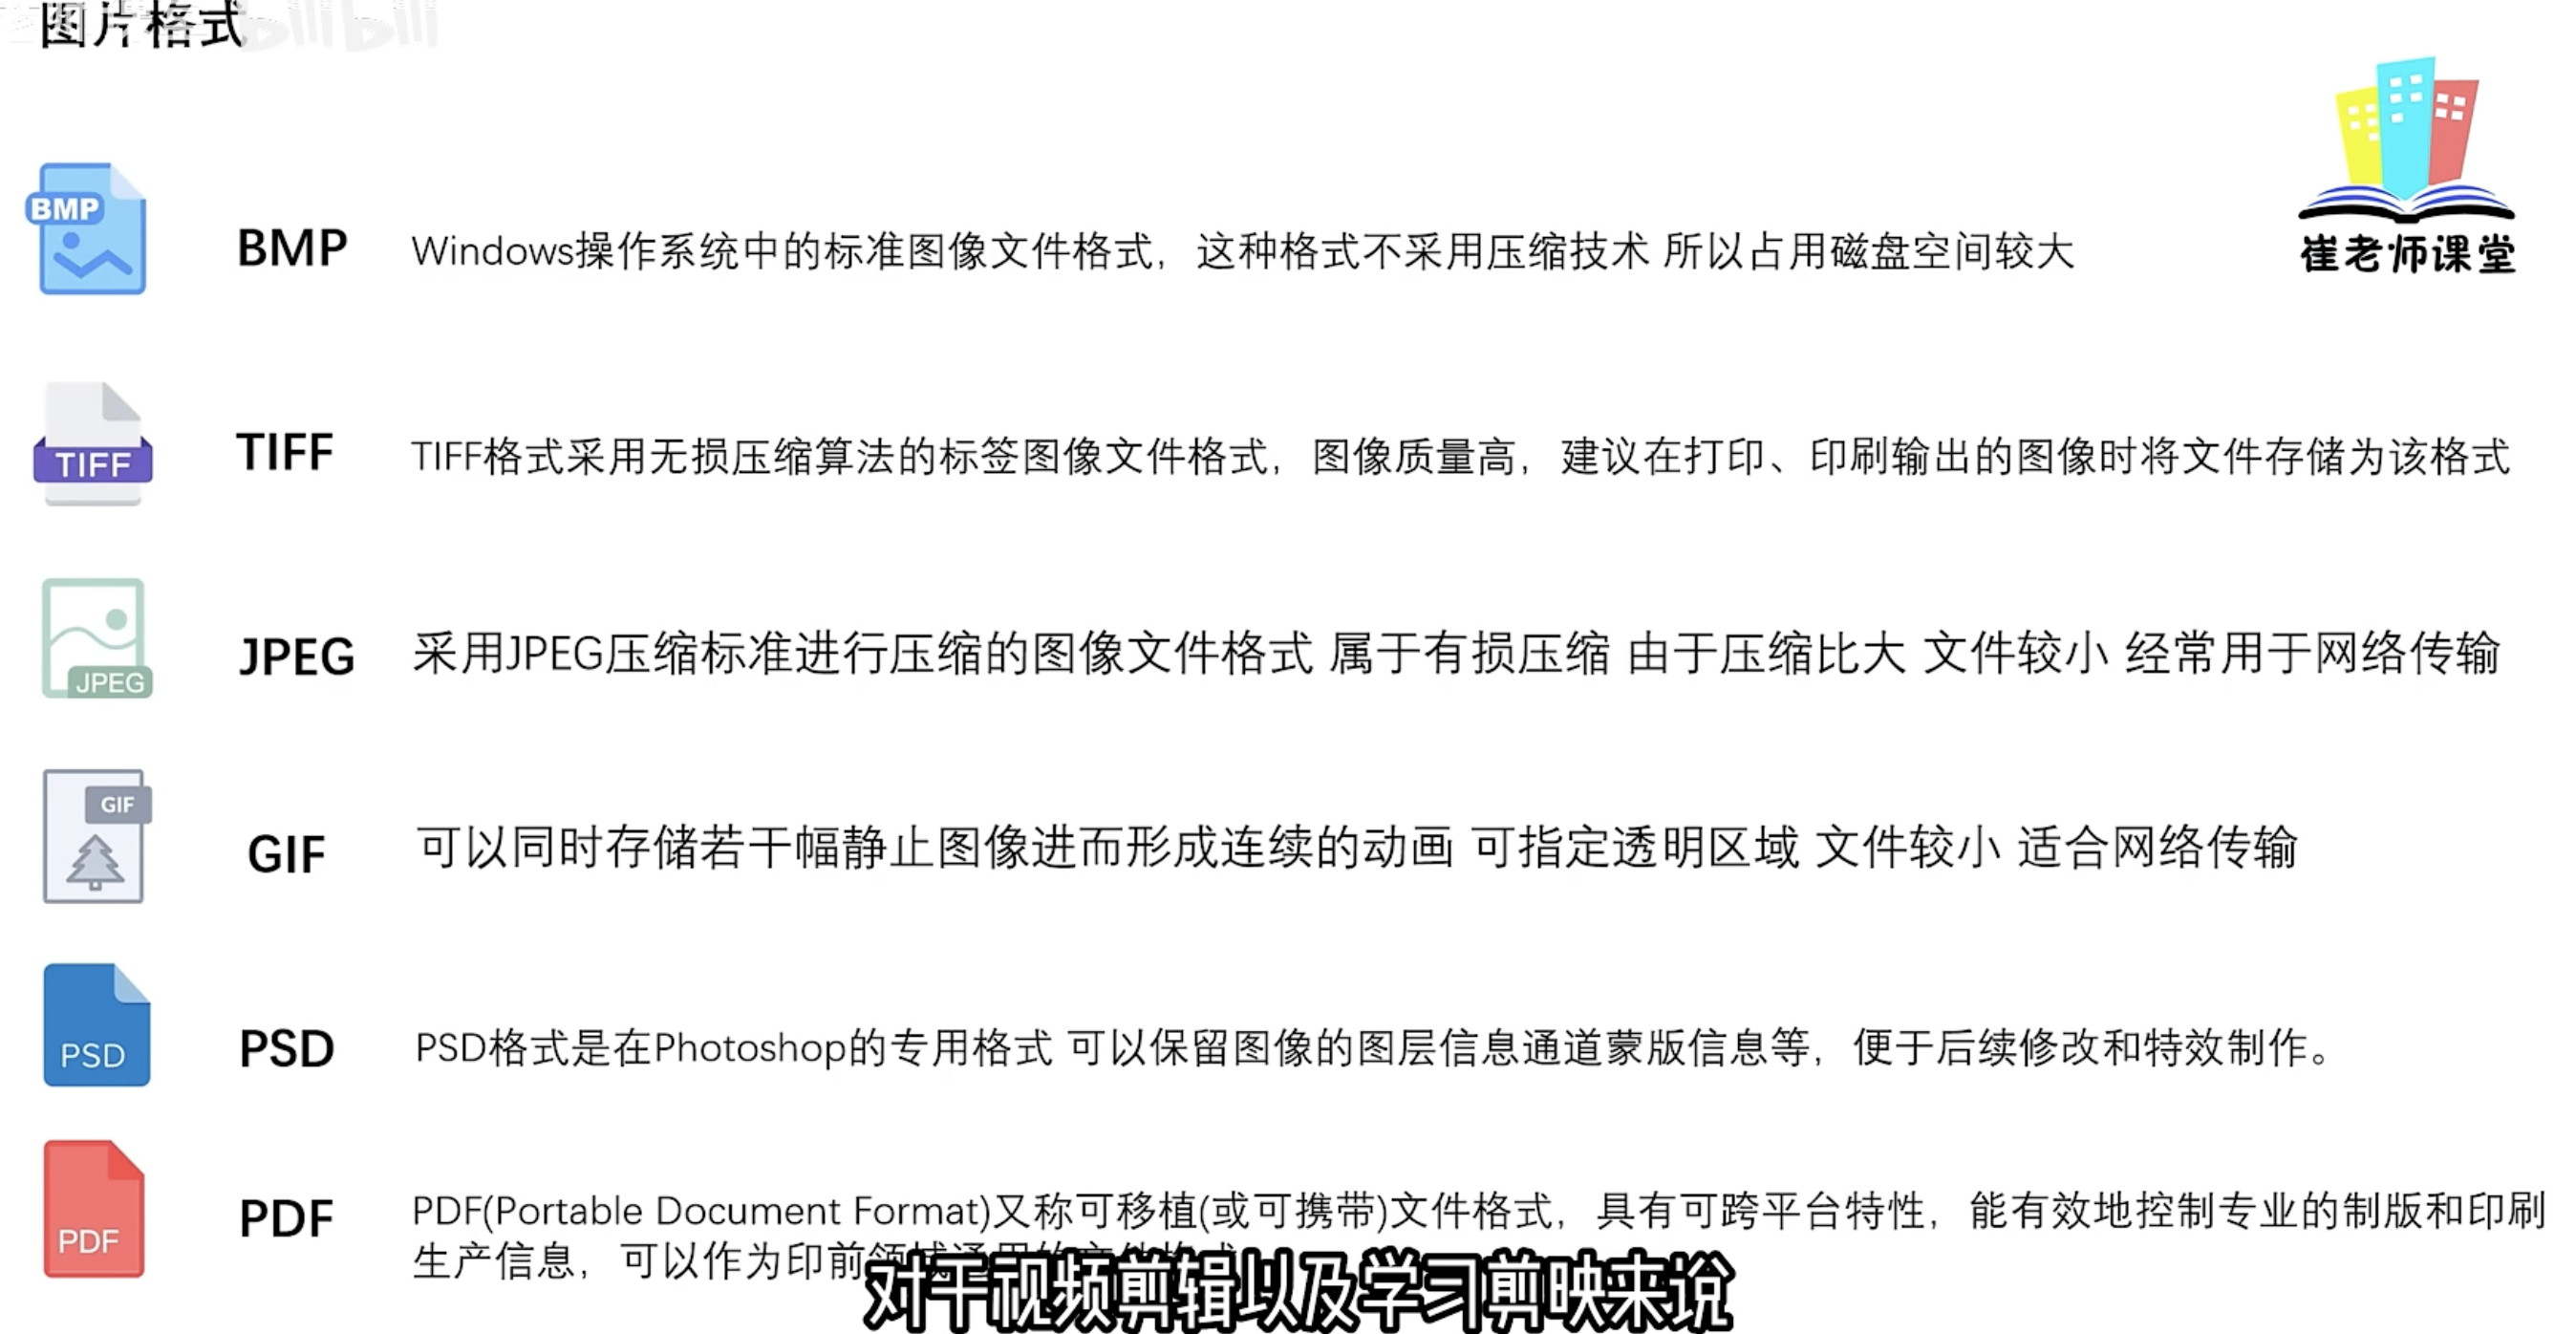 图片格式
bilibili
崔老师课堂
BMP
BMP
Windows操作系统中的标准图像文件格式，这种格式不采用压缩技术 所以占用磁盘空间较大
TIFF
TIFF
TIFF格式采用无损压缩算法的标签图像文件格式，图像质量高，建议在打印、印刷输出的图像时将文件存储为该格式
JPEG
JPEG
采用JPEG压缩标准进行压缩的图像文件格式 属于有损压缩 由于压缩比大 文件较小 经常用于网络传输
GIF
GIF
可以同时存储若干幅静止图像进而形成连续的动画 可指定透明区域 文件较小 适合网络传输
PSD
PSD
PSD格式是在Photoshop的专用格式 可以保留图像的图层信息通道蒙版信息等，便于后续修改和特效制作。
PDF
PDF
PDF(Portable Document Format)又称可移植(或可携带)文件格式，具有可跨平台特性，能有效地控制专业的制版和印刷
生产信息，可以作为印前领域通用的文件格式
对于视频剪辑以及学习剪映来说